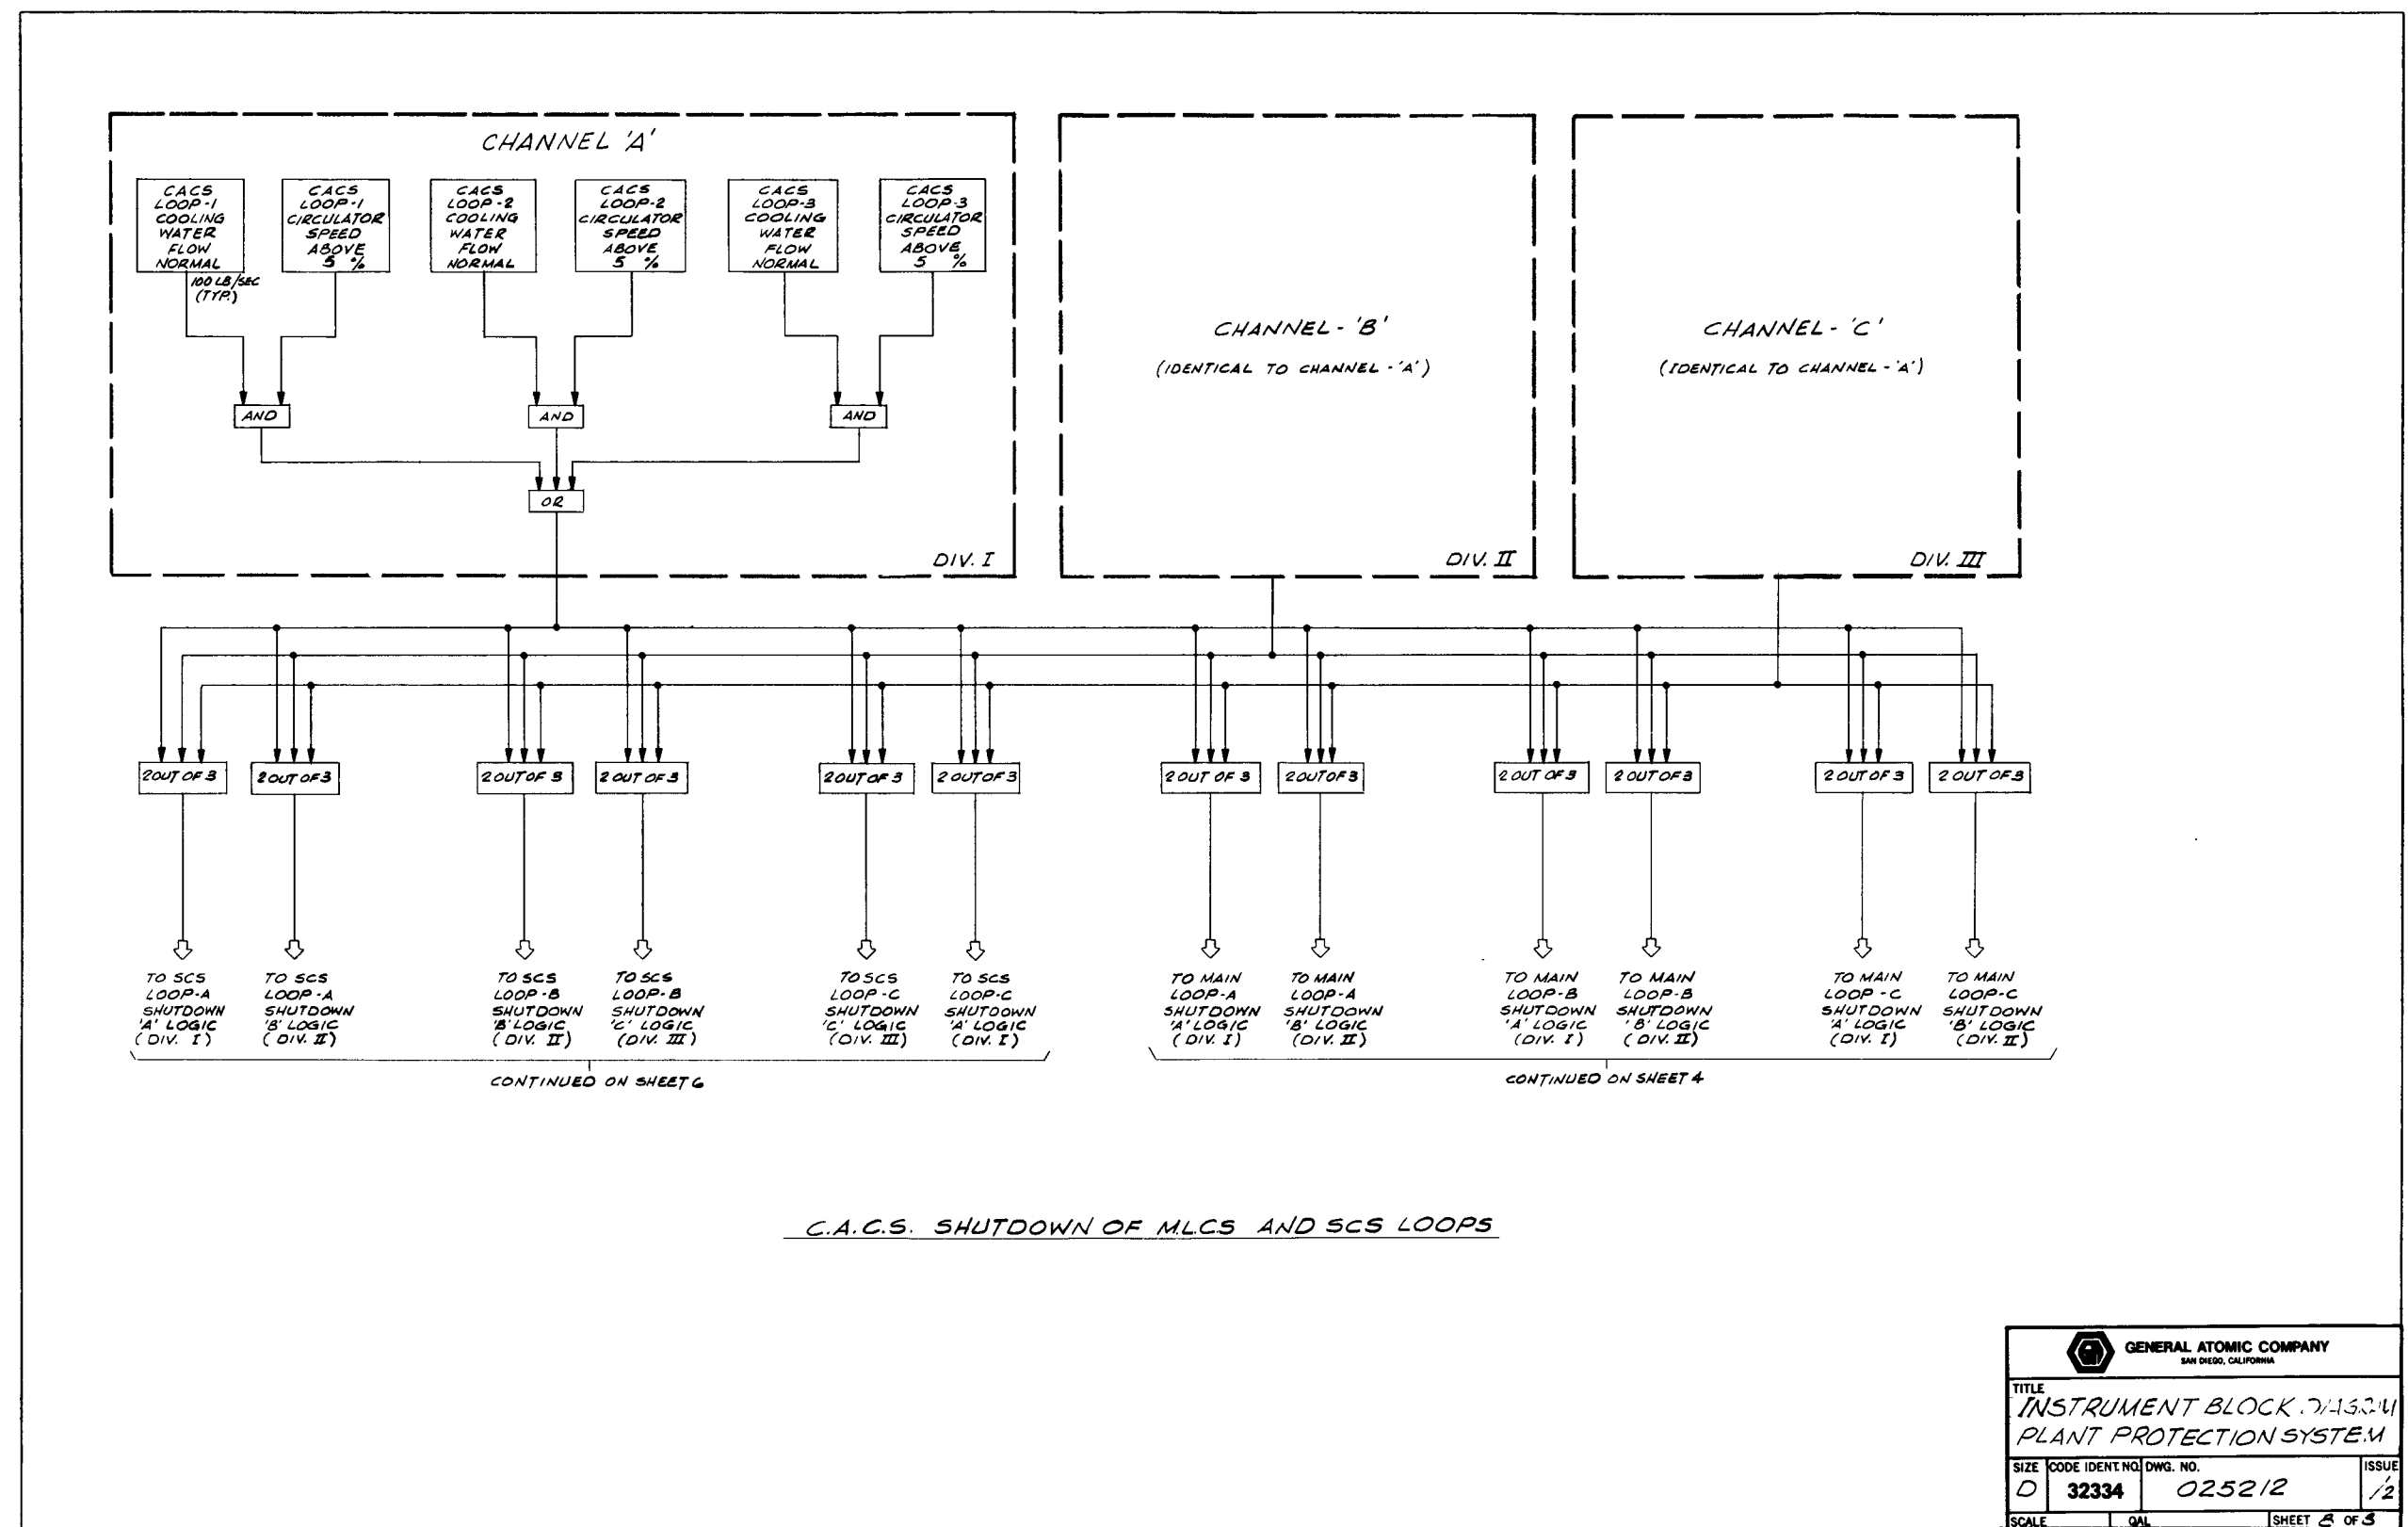 CHANNEL 'A'
CACS
LOOP-1
COOLING
WATER
FLOW
NORMAL
CACS
LOOP-1
CIRCULATOR
SPEED
ABOVE
5 %
CACS
LOOP-2
COOLING
WATER
FLOW
NORMAL
CACS
LOOP-2
CIRCULATOR
SPEED
ABOVE
5 %
CACS
LOOP-3
COOLING
WATER
FLOW
NORMAL
CACS
LOOP-3
CIRCULATOR
SPEED
ABOVE
5 %
100 LB/SEC
(TYP.)
AND
AND
AND
OR
DIV. I
CHANNEL - 'B'
(IDENTICAL TO CHANNEL - 'A')
DIV. II
CHANNEL - 'C'
(IDENTICAL TO CHANNEL - 'A')
DIV. III
2 OUT OF 3
2 OUT OF 3
2 OUT OF 3
2 OUT OF 3
2 OUT OF 3
2 OUT OF 3
2 OUT OF 3
2 OUT OF 3
2 OUT OF 3
2 OUT OF 3
2 OUT OF 3
2 OUT OF 3
TO SCS
LOOP-A
SHUTDOWN
'A' LOGIC
(DIV. I)
TO SCS
LOOP-A
SHUTDOWN
'B' LOGIC
(DIV. II)
TO SCS
LOOP-B
SHUTDOWN
'B' LOGIC
(DIV. II)
TO SCS
LOOP-B
SHUTDOWN
'C' LOGIC
(DIV. III)
TO SCS
LOOP-C
SHUTDOWN
'C' LOGIC
(DIV. III)
TO SCS
LOOP-C
SHUTDOWN
'A' LOGIC
(DIV. I)
TO MAIN
LOOP-A
SHUTDOWN
'A' LOGIC
(DIV. I)
TO MAIN
LOOP-A
SHUTDOWN
'B' LOGIC
(DIV. II)
TO MAIN
LOOP-B
SHUTDOWN
'A' LOGIC
(DIV. I)
TO MAIN
LOOP-B
SHUTDOWN
'B' LOGIC
(DIV. II)
TO MAIN
LOOP-C
SHUTDOWN
'A' LOGIC
(DIV. I)
TO MAIN
LOOP-C
SHUTDOWN
'B' LOGIC
(DIV. II)
CONTINUED ON SHEET 6
CONTINUED ON SHEET 4
C.A.C.S. SHUTDOWN OF M.L.C.S AND SCS LOOPS
GENERAL ATOMIC COMPANY
SAN DIEGO, CALIFORNIA
TITLE
INSTRUMENT BLOCK
PLANT PROTECTION SYSTEM
SIZE
D
CODE IDENT. NO.
32334
DWG. NO.
025212
ISSUE
SCALE
QAL
SHEET OF